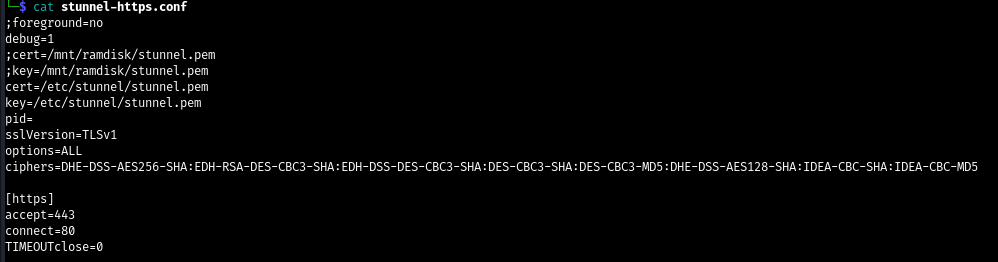 └─$ cat stunnel-https.conf
;foreground=no
debug=1
;cert=/mnt/ramdisk/stunnel.pem
;key=/mnt/ramdisk/stunnel.pem
cert=/etc/stunnel/stunnel.pem
key=/etc/stunnel/stunnel.pem
pid=
sslVersion=TLSv1
options=ALL
ciphers=DHE-DSS-AES256-SHA:EDH-RSA-DES-CBC3-SHA:EDH-DSS-DES-CBC3-SHA:DES-CBC3-SHA:DES-CBC3-MD5:DHE-DSS-AES128-SHA:IDEA-CBC-SHA:IDEA-CBC-MD5
[https]
accept=443
connect=80
TIMEOUTclose=0